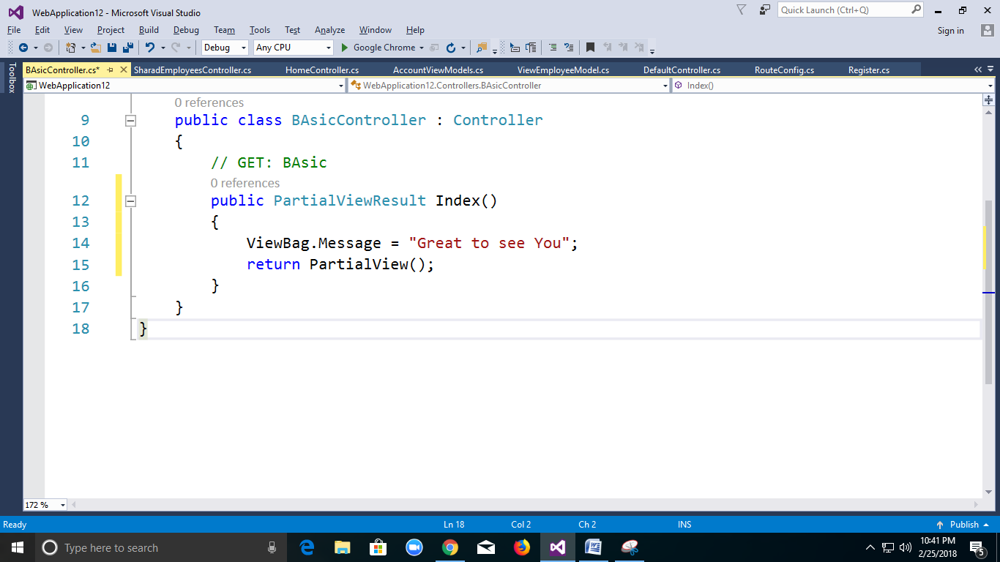 WebApplication12 - Microsoft Visual Studio
Quick Launch (Ctrl+Q)
File Edit View Project Build Debug Team Tools Test Analyze Window Help
Sign in
Debug Any CPU Google Chrome
Toolbox
BAsicController.cs* SharadEmployeesController.cs HomeController.cs AccountViewModels.cs ViewEmployeeModel.cs DefaultController.cs RouteConfig.cs Register.cs
WebApplication12 WebApplication12.Controllers.BAsicController Index()
0 references
9 public class BAsicController : Controller
10 {
11 // GET: BAsic
0 references
12 public PartialViewResult Index()
13 {
14 ViewBag.Message = "Great to see You";
15 return PartialView();
16 }
17 }
18 }
172 %
Ready Ln 18 Col 2 Ch 2 INS Publish
Type here to search
10:41 PM
2/25/2018
5